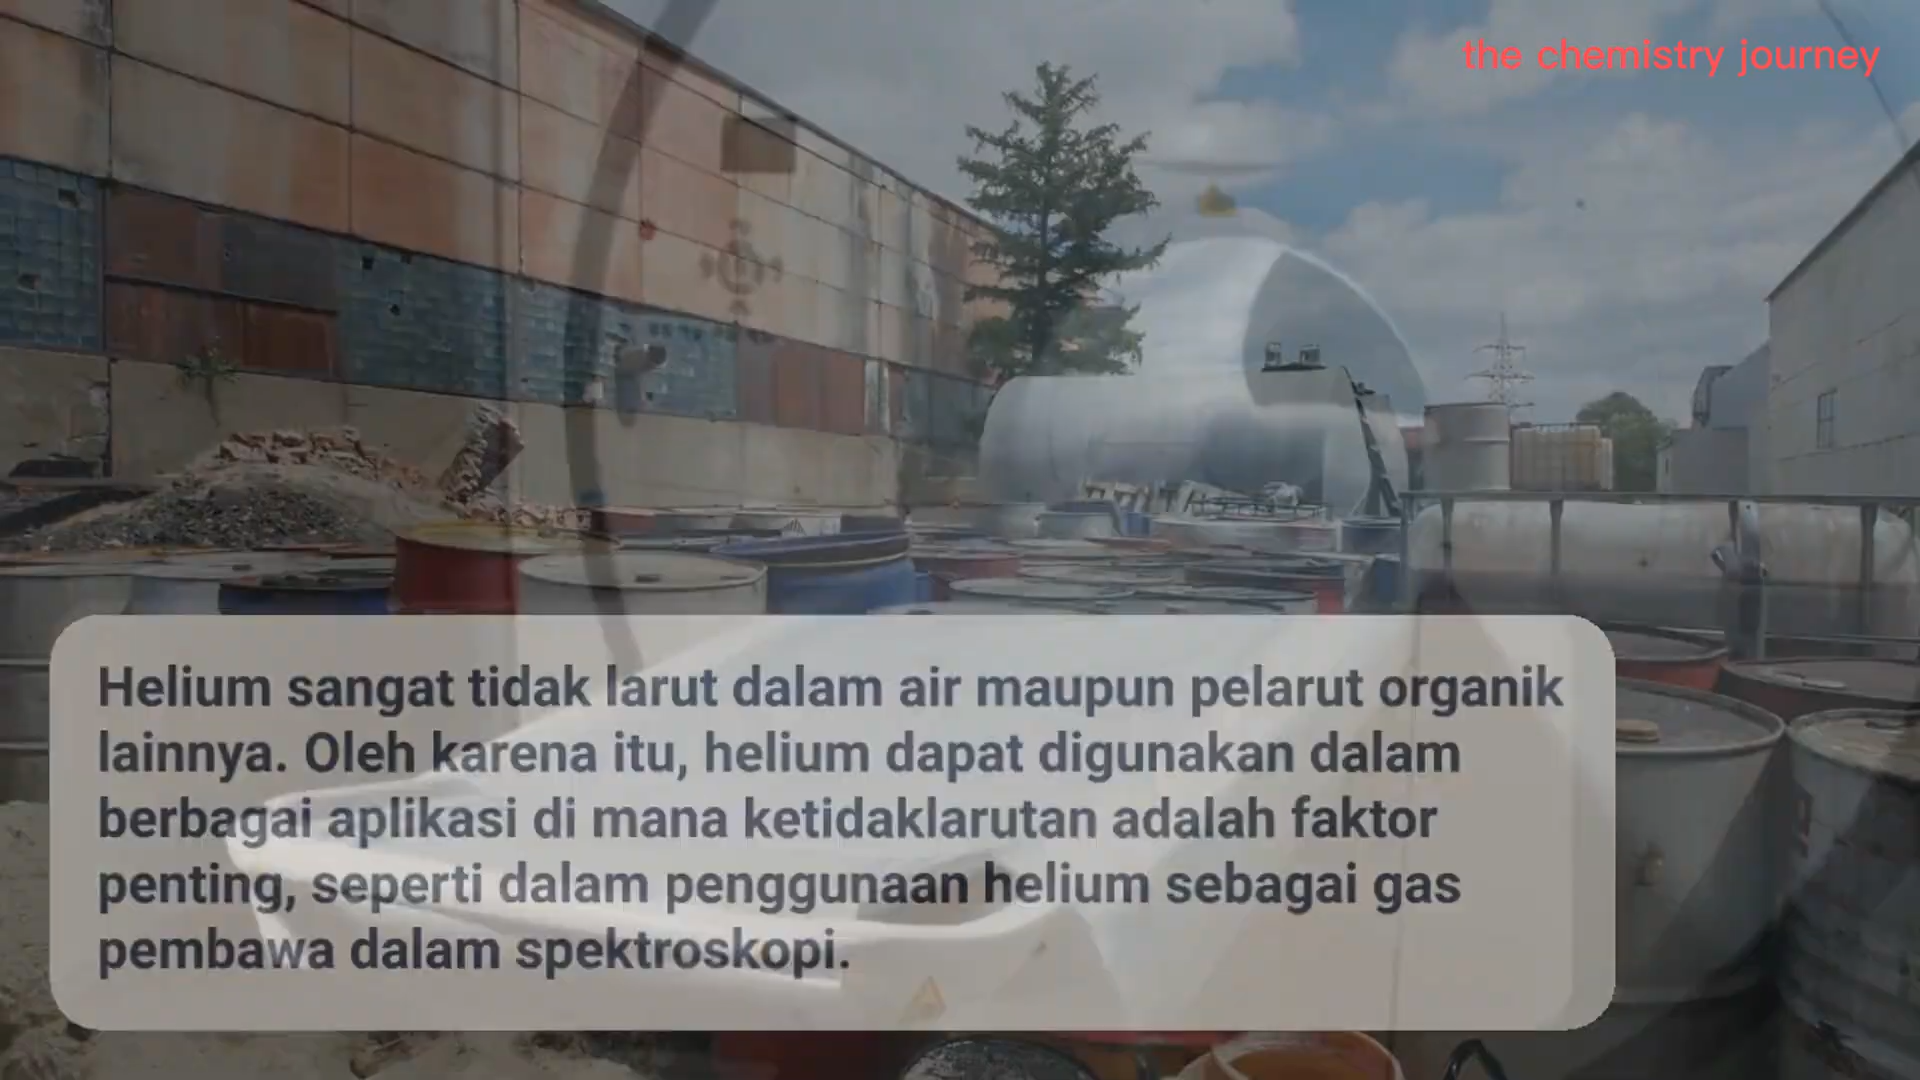 the chemistry journey
Helium sangat tidak larut dalam air maupun pelarut organik
lainnya. Oleh karena itu, helium dapat digunakan dalam
berbagai aplikasi di mana ketidaklarutan adalah faktor
penting, seperti dalam penggunaan helium sebagai gas
pembawa dalam spektroskopi.